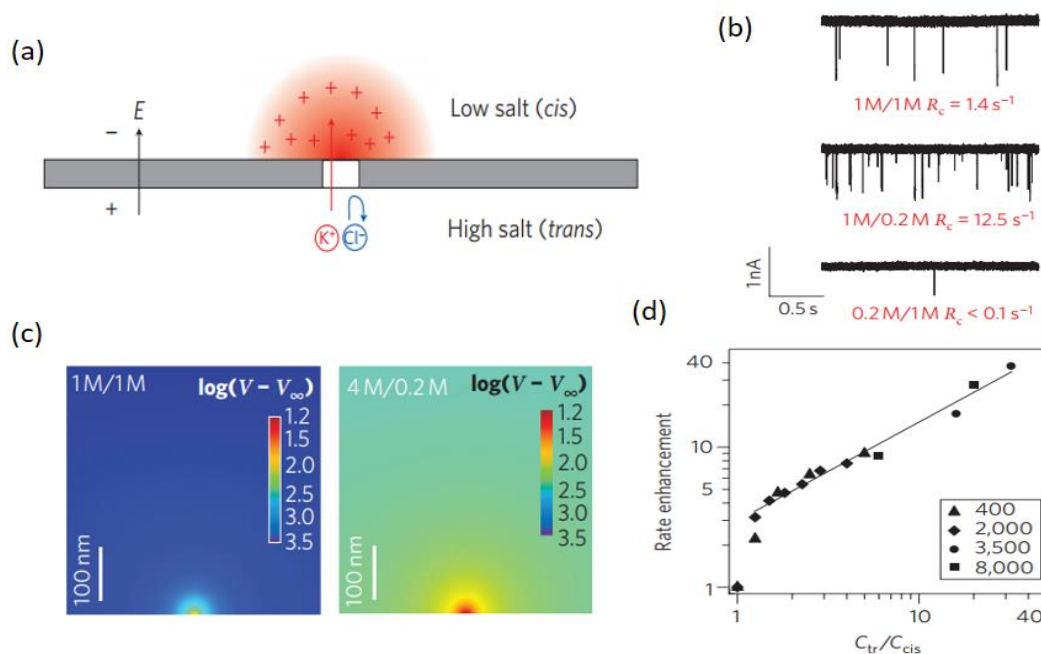 (a)
E
−
+
Low salt (cis)
K⁺ Cl⁻
High salt (trans)
(b)
1M/1M Rc = 1.4 s⁻¹
1M/0.2 M Rc = 12.5 s⁻¹
1nA
0.5 s
0.2 M/1M Rc < 0.1 s⁻¹
(c)
1M/1M log(V − V∞)
1.2
1.5
2.0
2.5
3.0
3.5
100 nm
4 M/0.2 M log(V − V∞)
1.2
1.5
2.0
2.5
3.0
3.5
100 nm
(d)
Rate enhancement
40
10
5
1
400
2,000
3,500
8,000
1 10 40
Ctr/Ccis